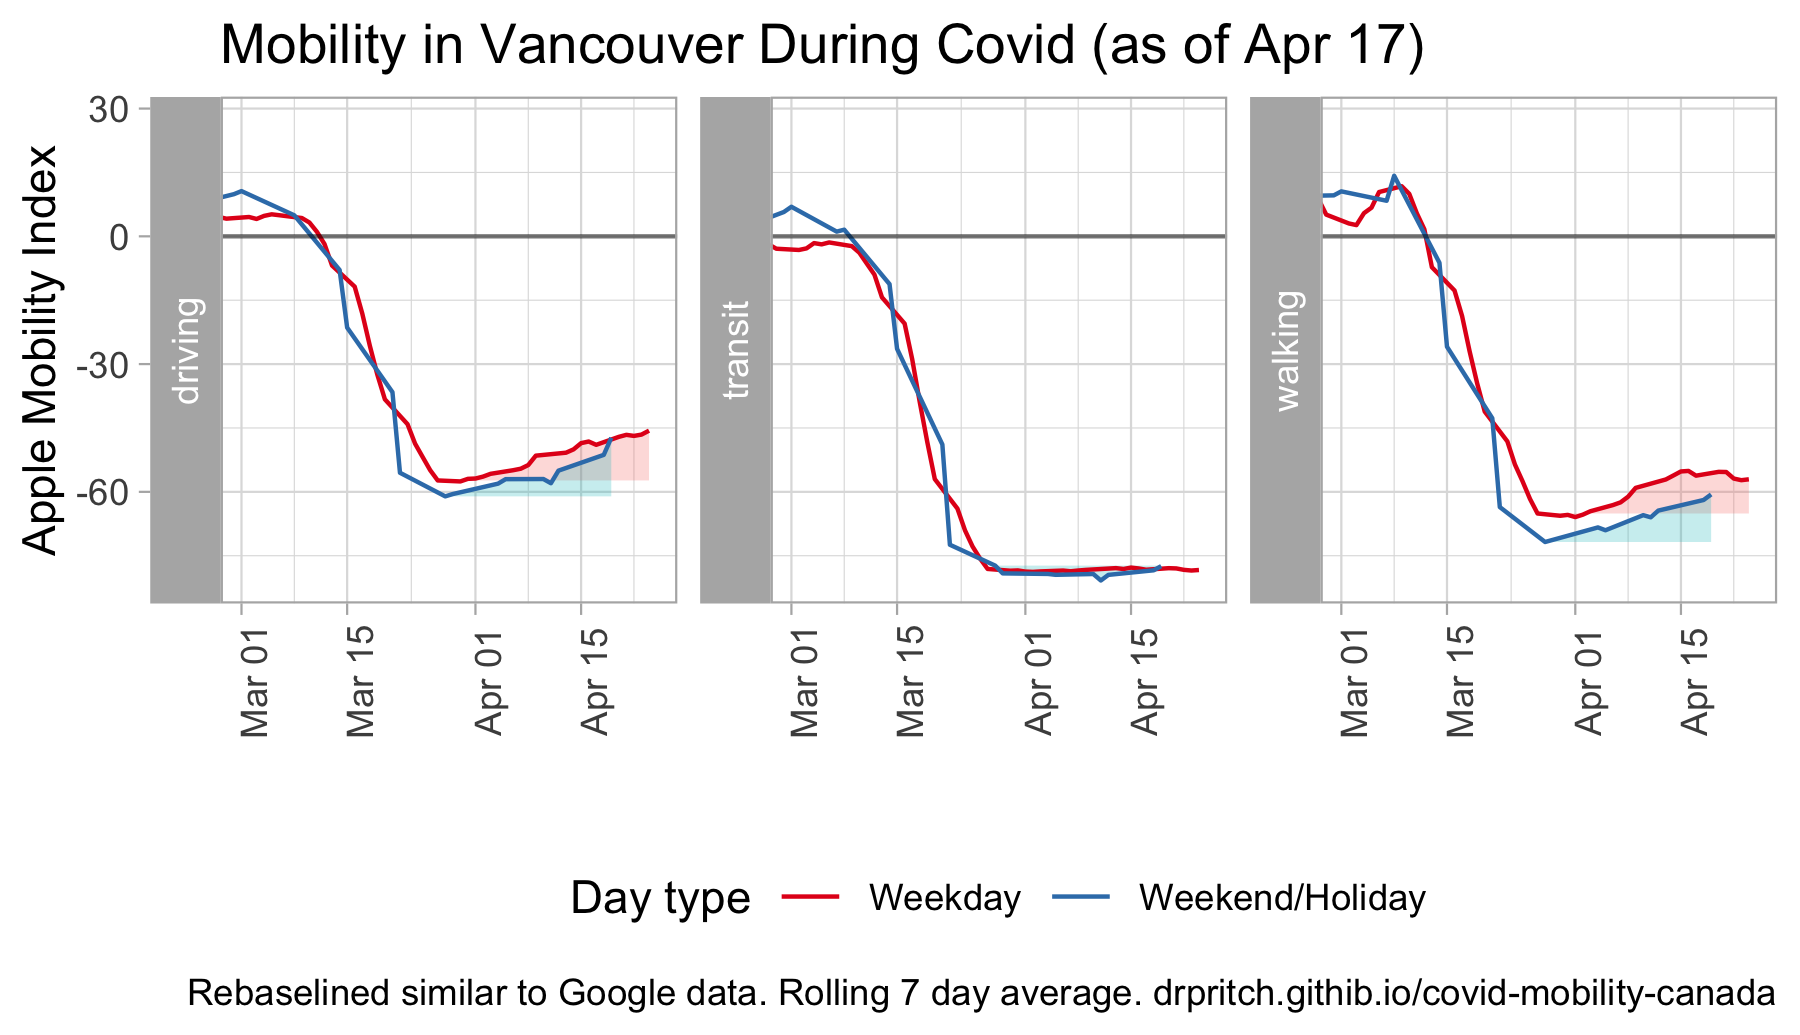 Mobility in Vancouver During Covid (as of Apr 17)
Apple Mobility Index
30
0
-30
-60
driving
transit
walking
Mar 01
Mar 15
Apr 01
Apr 15
Mar 01
Mar 15
Apr 01
Apr 15
Mar 01
Mar 15
Apr 01
Apr 15
Day type Weekday Weekend/Holiday
Rebaselined similar to Google data. Rolling 7 day average. drpritch.githib.io/covid-mobility-canada